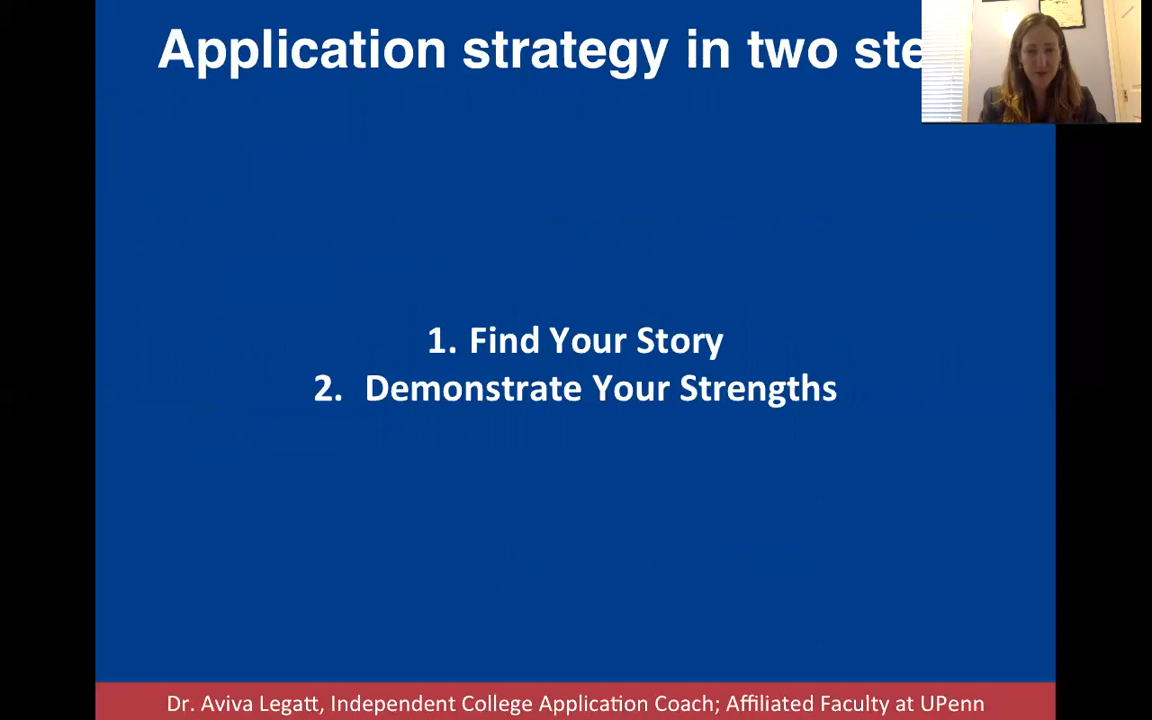 Application strategy in two
1. Find Your Story
2. Demonstrate Your Strengths
Dr. Aviva Legatt, Independent College Application Coach; Affiliated Faculty at UPenn